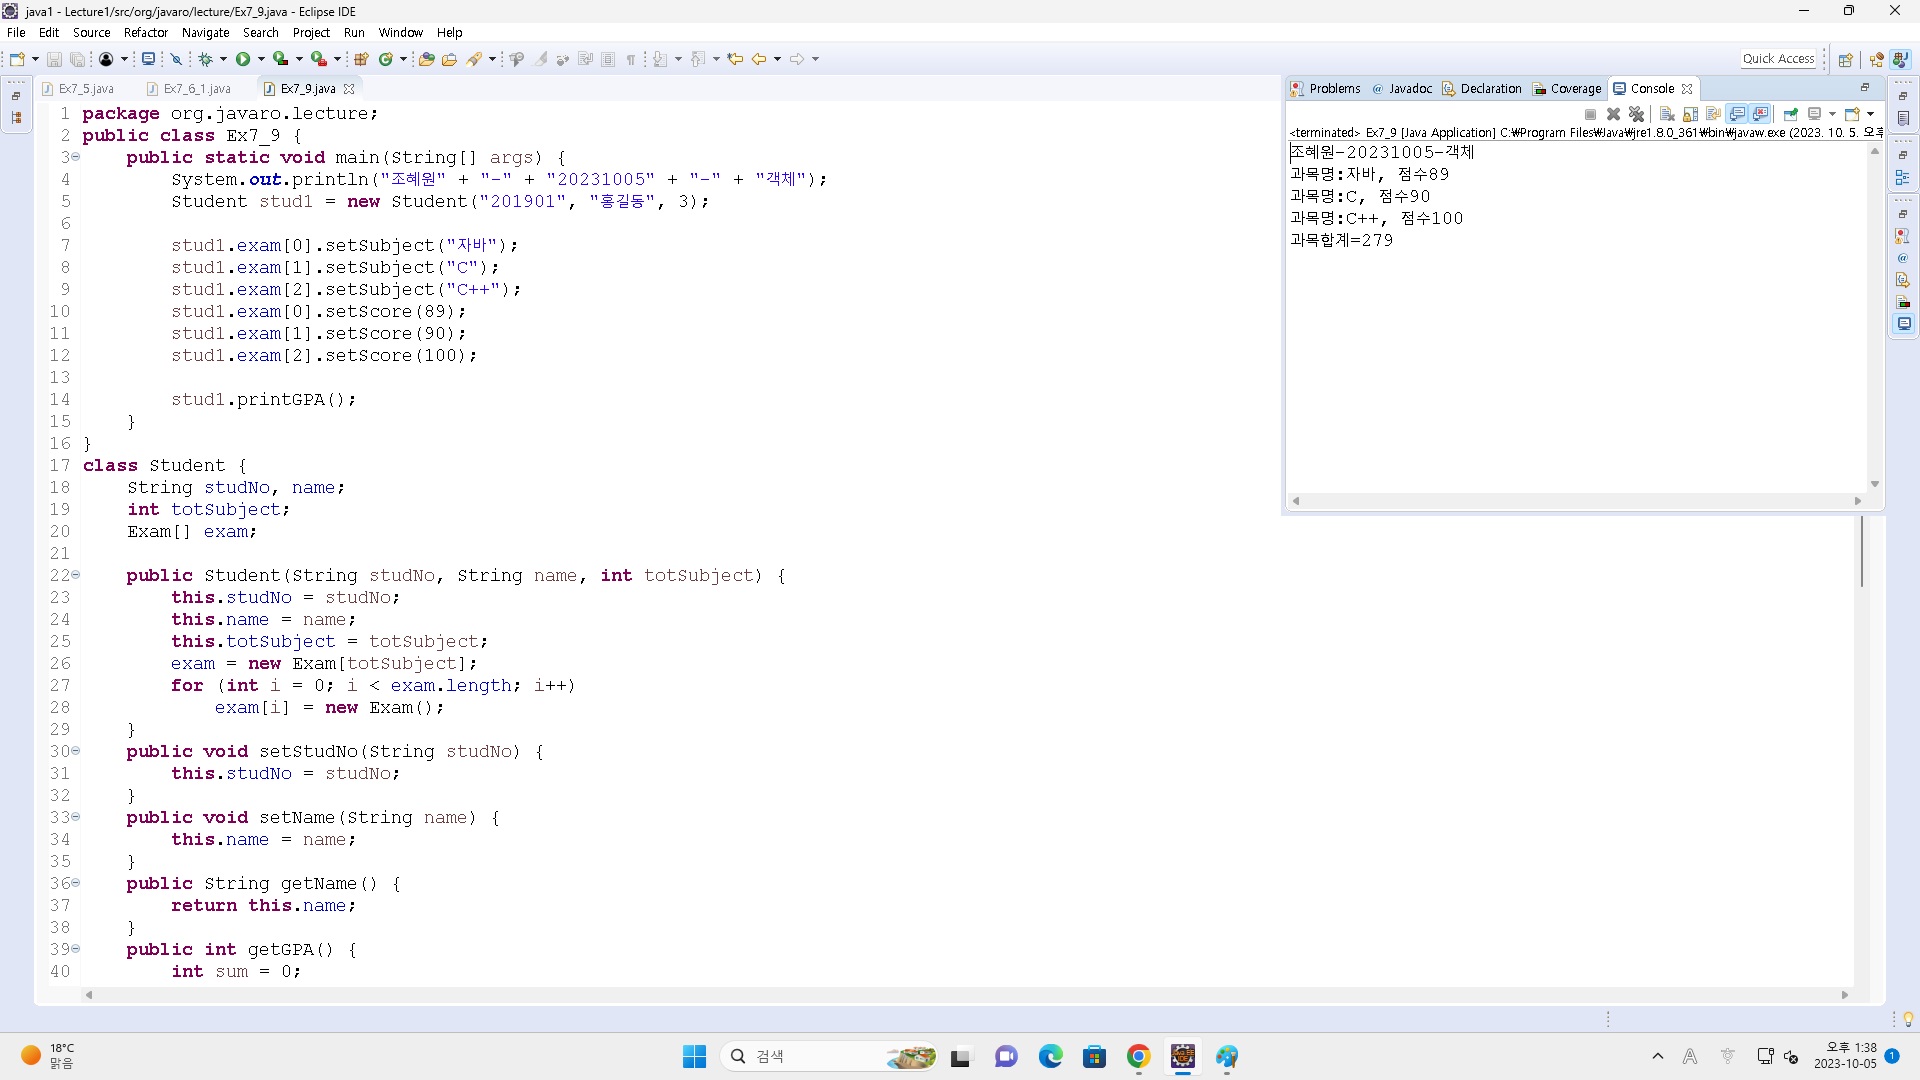 java1 - Lecture1/src/org/javaro/lecture/Ex7_9.java - Eclipse IDE
File Edit Source Refactor Navigate Search Project Run Window Help
Quick Access
Ex7_5.java Ex7_6_1.java Ex7_9.java
1 package org.javaro.lecture;
2 public class Ex7_9 {
3 public static void main(String[] args) {
4 System.out.println("조혜원" + "-" + "20231005" + "-" + "객체");
5 Student stud1 = new Student("201901", "홍길동", 3);
6
7 stud1.exam[0].setSubject("자바");
8 stud1.exam[1].setSubject("C");
9 stud1.exam[2].setSubject("C++");
10 stud1.exam[0].setScore(89);
11 stud1.exam[1].setScore(90);
12 stud1.exam[2].setScore(100);
13
14 stud1.printGPA();
15 }
16 }
17 class Student {
18 String studNo, name;
19 int totSubject;
20 Exam[] exam;
21
22 public Student(String studNo, String name, int totSubject) {
23 this.studNo = studNo;
24 this.name = name;
25 this.totSubject = totSubject;
26 exam = new Exam[totSubject];
27 for (int i = 0; i < exam.length; i++)
28 exam[i] = new Exam();
29 }
30 public void setStudNo(String studNo) {
31 this.studNo = studNo;
32 }
33 public void setName(String name) {
34 this.name = name;
35 }
36 public String getName() {
37 return this.name;
38 }
39 public int getGPA() {
40 int sum = 0;
Problems @ Javadoc Declaration Coverage Console
<terminated> Ex7_9 [Java Application] C:₩Program Files₩Java₩jre1.8.0_361₩bin₩javaw.exe (2023. 10. 5. 오후
조혜원-20231005-객체
과목명:자바, 점수89
과목명:C, 점수90
과목명:C++, 점수100
과목합계=279
18°C
맑음
검색
오후 1:38
2023-10-05
1